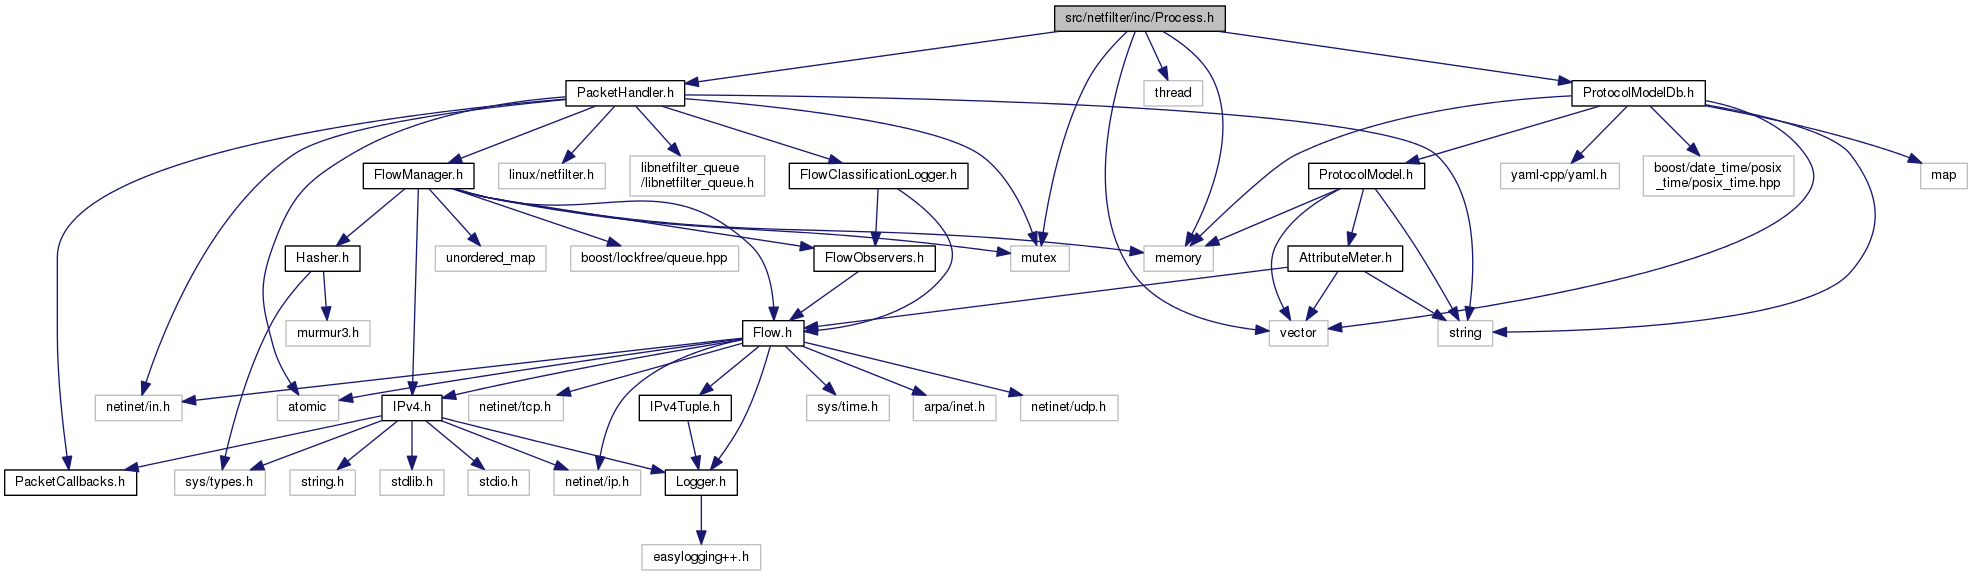 src/netfilter/inc/Process.h
PacketHandler.h
thread
ProtocolModelDb.h
FlowManager.h
linux/netfilter.h
libnetfilter_queue
/libnetfilter_queue.h
FlowClassificationLogger.h
ProtocolModel.h
yaml-cpp/yaml.h
boost/date_time/posix
_time/posix_time.hpp
map
Hasher.h
unordered_map
boost/lockfree/queue.hpp
FlowObservers.h
mutex
memory
AttributeMeter.h
murmur3.h
Flow.h
vector
string
netinet/in.h
atomic
IPv4.h
netinet/tcp.h
IPv4Tuple.h
sys/time.h
arpa/inet.h
netinet/udp.h
PacketCallbacks.h
sys/types.h
string.h
stdlib.h
stdio.h
netinet/ip.h
Logger.h
easylogging++.h